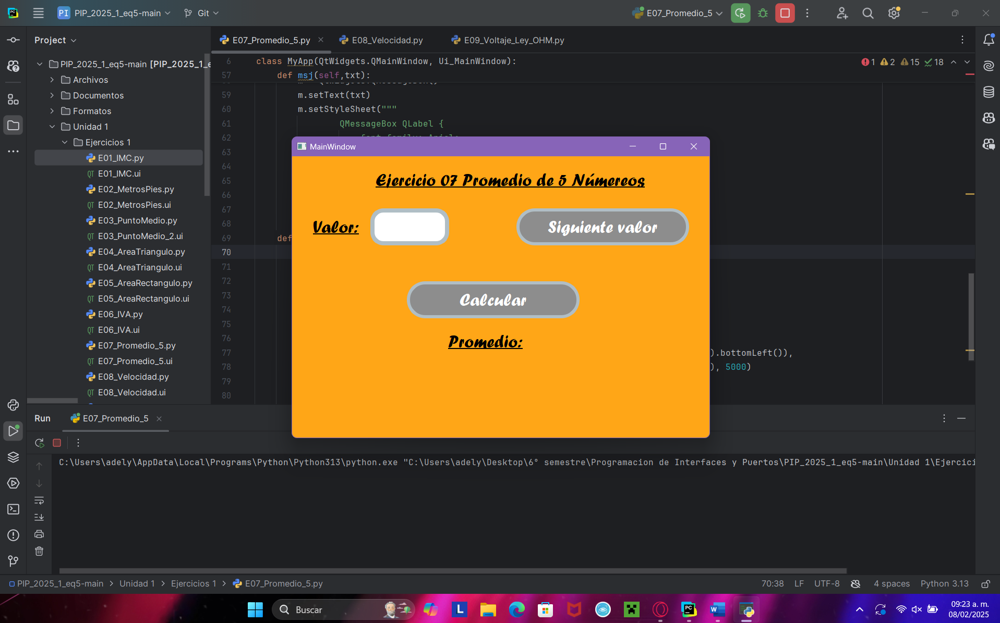 PI PIP_2025_1_eq5-main Git E07_Promedio_5
Project
E07_Promedio_5.py E08_Velocidad.py E09_Voltaje_Ley_OHM.py
PIP_2025_1_eq5-main [PIP_2025_1_e
Archivos
Documentos
Formatos
Unidad 1
Ejercicios 1
E01_IMC.py
E01_IMC.ui
E02_MetrosPies.py
E02_MetrosPies.ui
E03_PuntoMedio.py
E03_PuntoMedio_2.ui
E04_AreaTriangulo.py
E04_AreaTriangulo.ui
E05_AreaRectangulo.py
E05_AreaRectangulo.ui
E06_IVA.py
E06_IVA.ui
E07_Promedio_5.py
E07_Promedio_5.ui
E08_Velocidad.py
E08_Velocidad.ui
6 class MyApp(QtWidgets.QMainWindow, Ui_MainWindow):
1 2 15 18
57 def msj(self,txt):
59 m.setText(txt)
60 m.setStyleSheet("""
61 QMessageBox QLabel {
62
63
64
65
66
67
68
69 def
70
71
72
73
74
75
76
77 ).bottomLeft()),
78 ), 5000)
79
80
MainWindow
Ejercicio 07 Promedio de 5 Númereos
Valor: Siguiente valor
Calcular
Promedio:
Run E07_Promedio_5
C:\Users\adely\AppData\Local\Programs\Python\Python313\python.exe "C:\Users\adely\Desktop\6° semestre\Programacion de Interfaces y Puertos\PIP_2025_1_eq5-main\Unidad 1\Ejercici
PIP_2025_1_eq5-main > Unidad 1 > Ejercicios 1 > E07_Promedio_5.py
70:38 LF UTF-8 4 spaces Python 3.13
Buscar
09:23 a. m.
08/02/2025